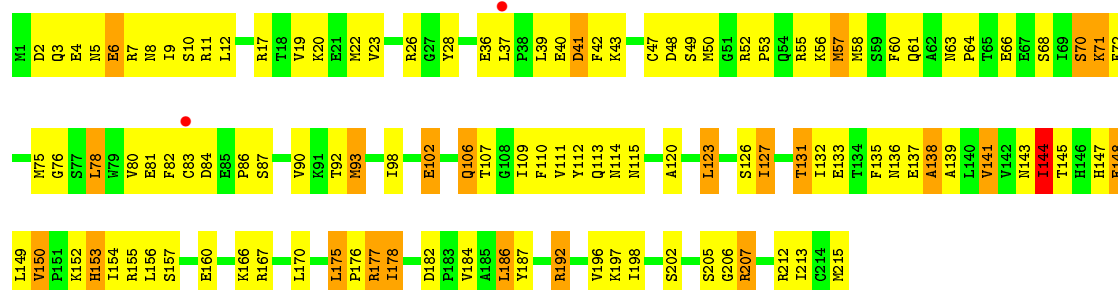 M1 D2 Q3 E4 N5 E6 R7 N8 I9 S10 R11 L12 R17 T18 V19 K20 E21 M22 V23 R26 G27 Y28 E36 L37 P38 L39 E40 D41 F42 K43 C47 D48 S49 M50 G51 R52 P53 Q54 R55 K56 M57 M58 S59 F60 Q61 A62 N63 P64 T65 E66 E67 S68 I69 S70 K71
M75 G76 S77 L78 W79 V80 E81 F82 C83 D84 E85 P86 S87 V90 K91 T92 M93 I98 E102 Q106 T107 G108 I109 F110 V111 Y112 Q113 N114 N115 A120 L123 S126 I127 T131 I132 E133 T134 F135 N136 E137 A138 A139 L140 V141 V142 N143 I144 T145 H146 H147
L149 V150 P151 K152 H153 I154 R155 L156 S157 E160 K166 R167 L170 L175 P176 R177 I178 D182 P183 V184 A185 L186 Y187 R192 V196 K197 I198 S202 S205 G206 R207 R212 I213 C214 M215